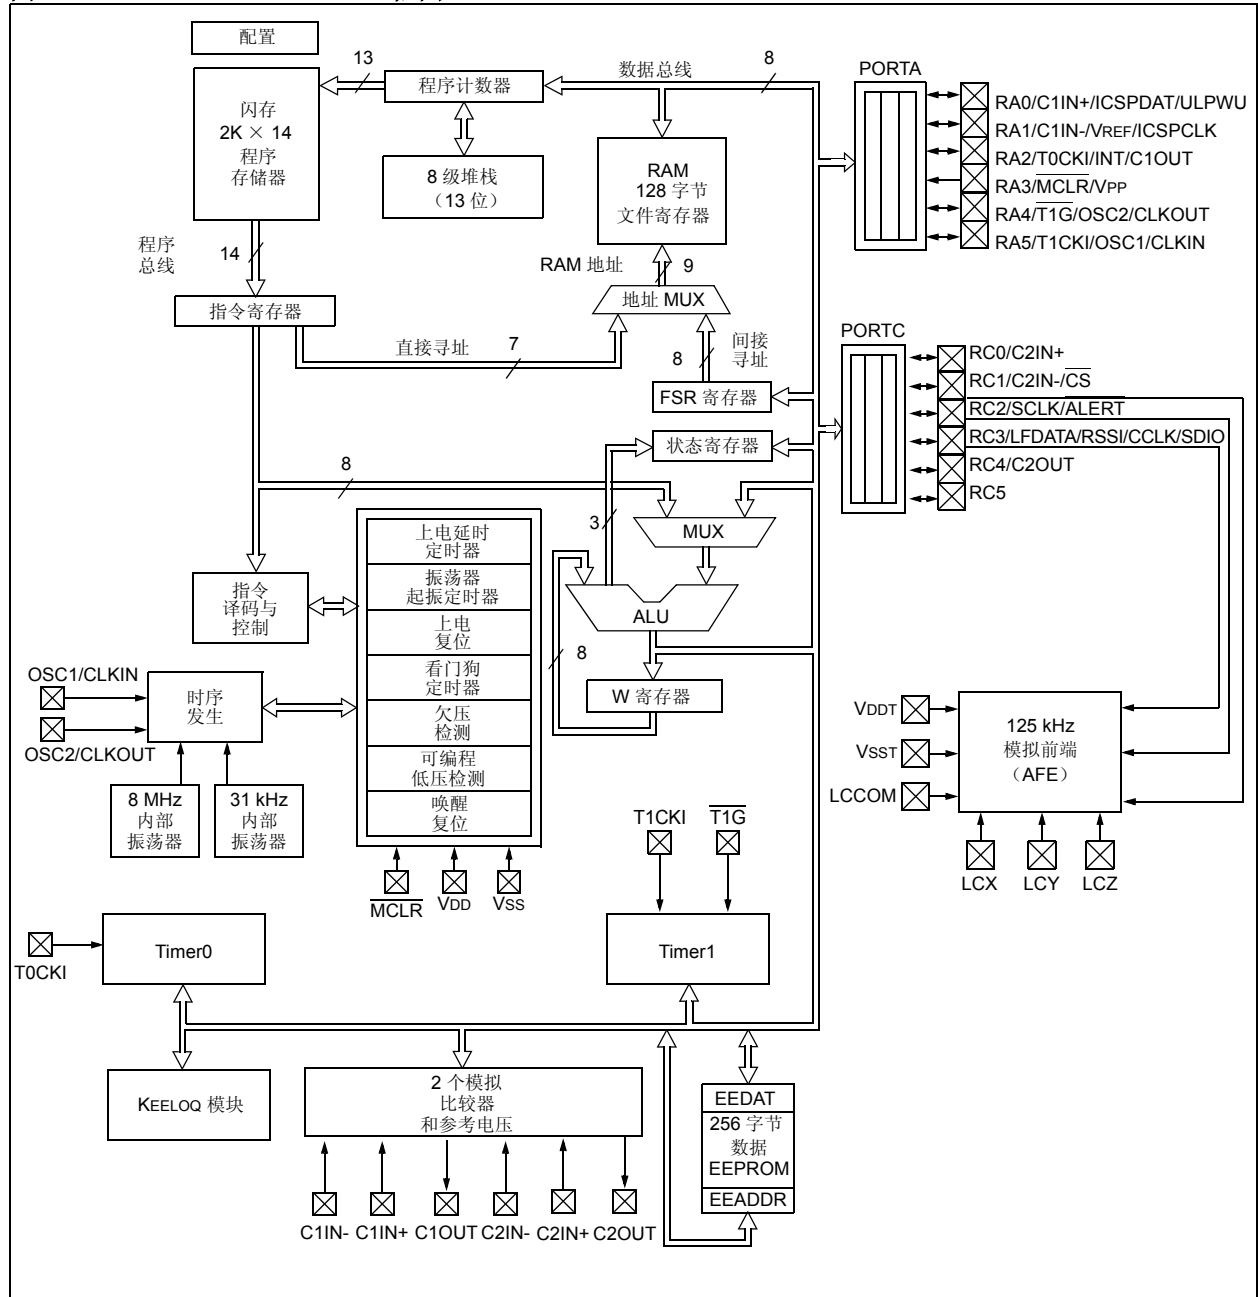 配置
13
程序计数器
数据总线
8
PORTA
闪存
2K × 14
程序
存储器
8 级堆栈
（13 位）
RAM
128 字节
文件寄存器
RA0/C1IN+/ICSPDAT/ULPWU
RA1/C1IN-/VREF/ICSPCLK
RA2/T0CKI/INT/C1OUT
RA3/MCLR/VPP
RA4/T1G/OSC2/CLKOUT
RA5/T1CKI/OSC1/CLKIN
程序
总线
14
RAM 地址
9
指令寄存器
地址 MUX
直接寻址
7
8
间接
寻址
FSR 寄存器
PORTC
RC0/C2IN+
RC1/C2IN-/CS
RC2/SCLK/ALERT
RC3/LFDATA/RSSI/CCLK/SDIO
RC4/C2OUT
RC5
状态寄存器
8
3
MUX
上电延时
定时器
振荡器
起振定时器
上电
复位
看门狗
定时器
欠压
检测
可编程
低压检测
唤醒
复位
指令
译码与
控制
ALU
8
W 寄存器
OSC1/CLKIN
OSC2/CLKOUT
时序
发生
8 MHz
内部
振荡器
31 kHz
内部
振荡器
MCLR
VDD
VSS
VDDT
VSST
LCCOM
125 kHz
模拟前端
（AFE）
LCX
LCY
LCZ
T1CKI
T1G
T0CKI
Timer0
Timer1
KEELOQ 模块
2 个模拟
比较器
和参考电压
C1IN-
C1IN+
C1OUT
C2IN-
C2IN+
C2OUT
EEDAT
256 字节
数据
EEPROM
EEADDR